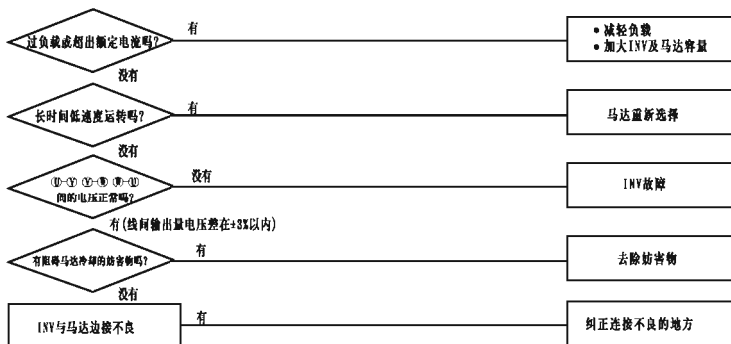 过负载或超出额定电流吗?
有
● 减轻负载
● 加大INV及马达容量
没有
长时间低速度运转吗?
有
马达重新选择
没有
Ⓤ-Ⓥ Ⓥ-Ⓦ Ⓦ-Ⓤ
间的电压正常吗?
没有
INV故障
有(线间输出量电压差在±3%以内)
有阻碍马达冷却的妨害物吗?
有
去除妨害物
没有
INV与马达边接不良
有
纠正连接不良的地方